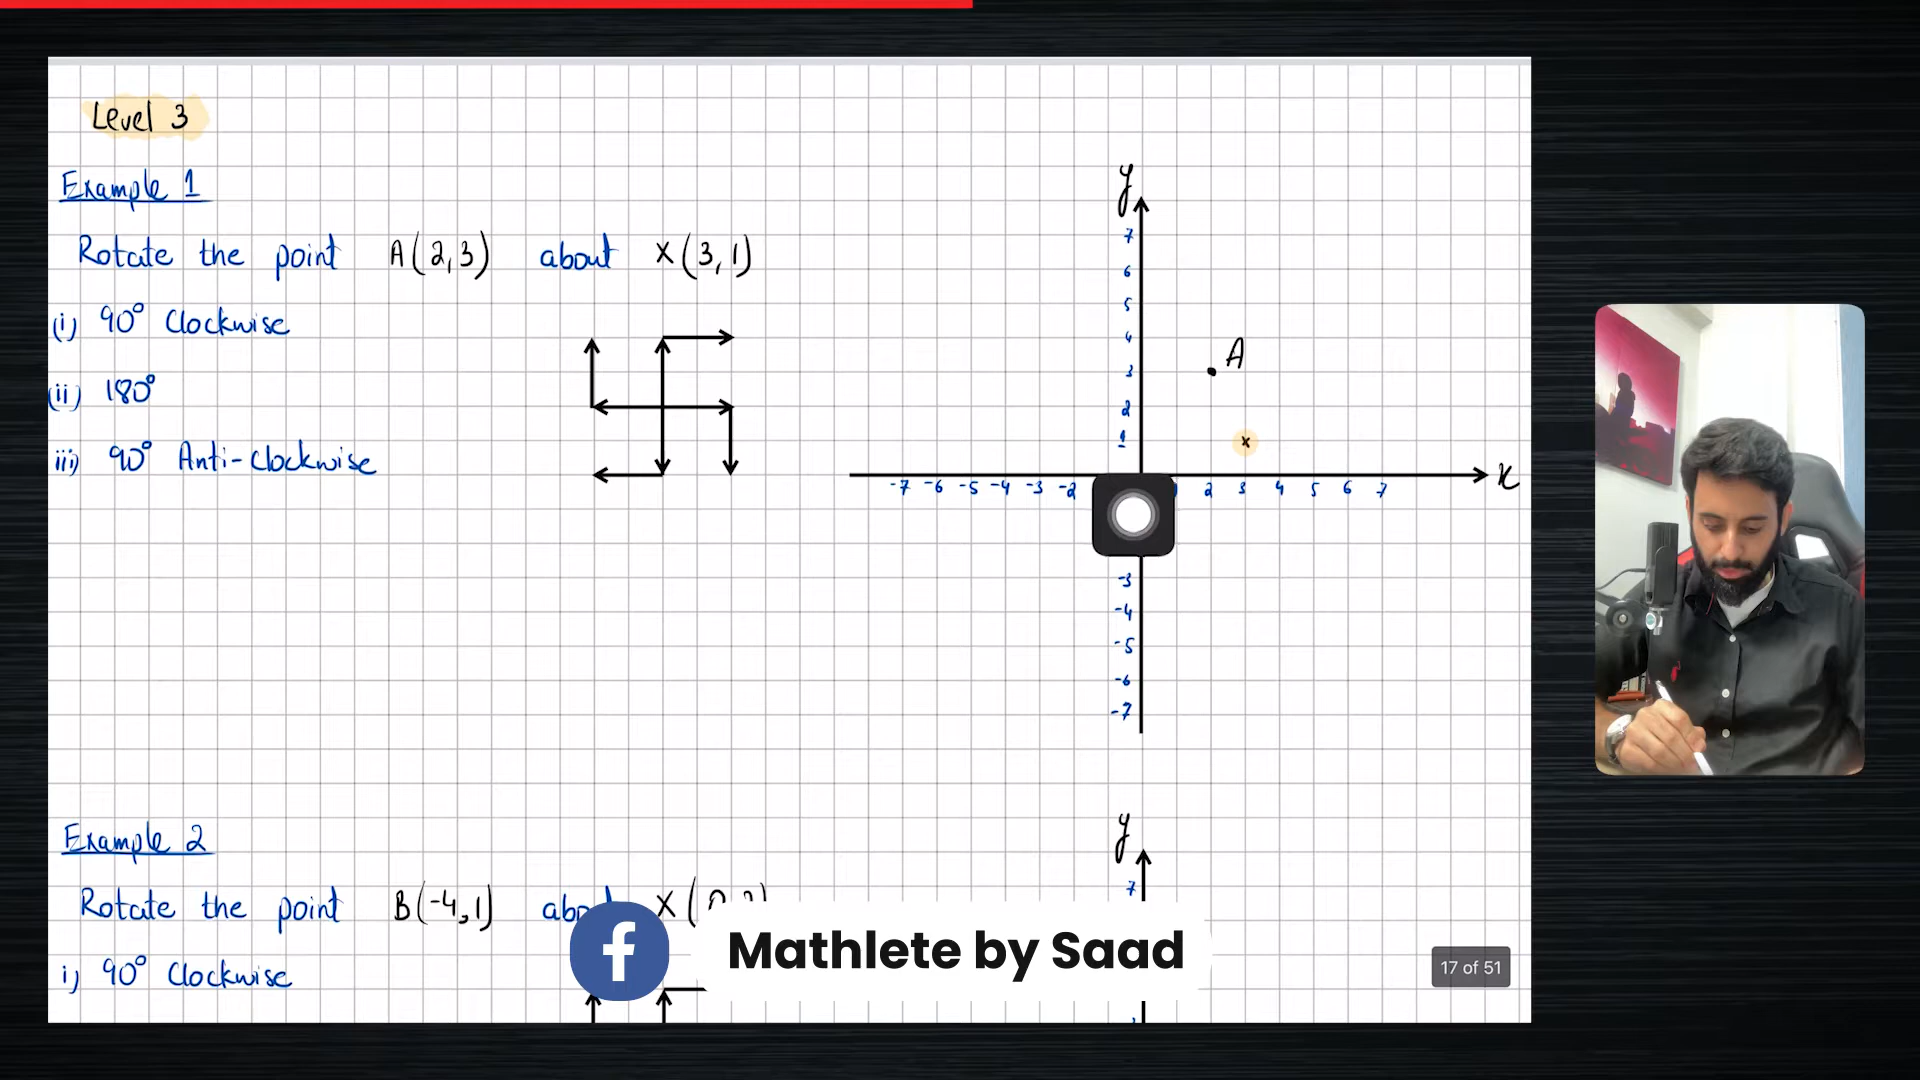 Level 3
Example 1
Rotate the point A(2,3) about X(3,1)
(i) 90° Clockwise
(ii) 180°
iii) 90° Anti-clockwise
y
7
6
5
4
3
2
1
A
x
-7 -6 -5 -4 -3 -2 2 3 4 5 6 7 x
-3
-4
-5
-6
-7
Example 2
Rotate the point B(-4,1) about X(
i) 90° Clockwise
y
7
f Mathlete by Saad
17 of 51